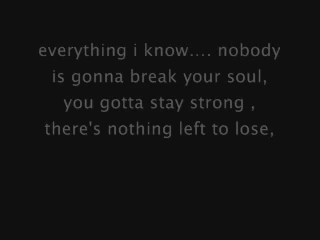 everything i know.... nobody
is gonna break your soul,
you gotta stay strong ,
there's nothing left to lose,